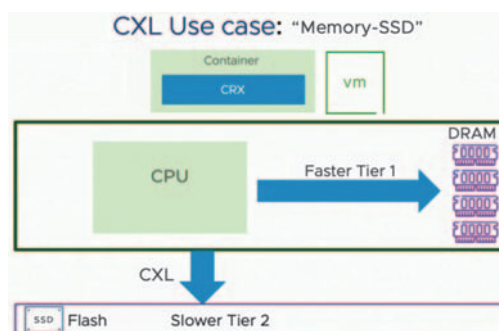 CXL Use case: "Memory-SSD"
Container
CRX
vm
DRAM
CPU
Faster Tier 1
CXL
SSD Flash Slower Tier 2